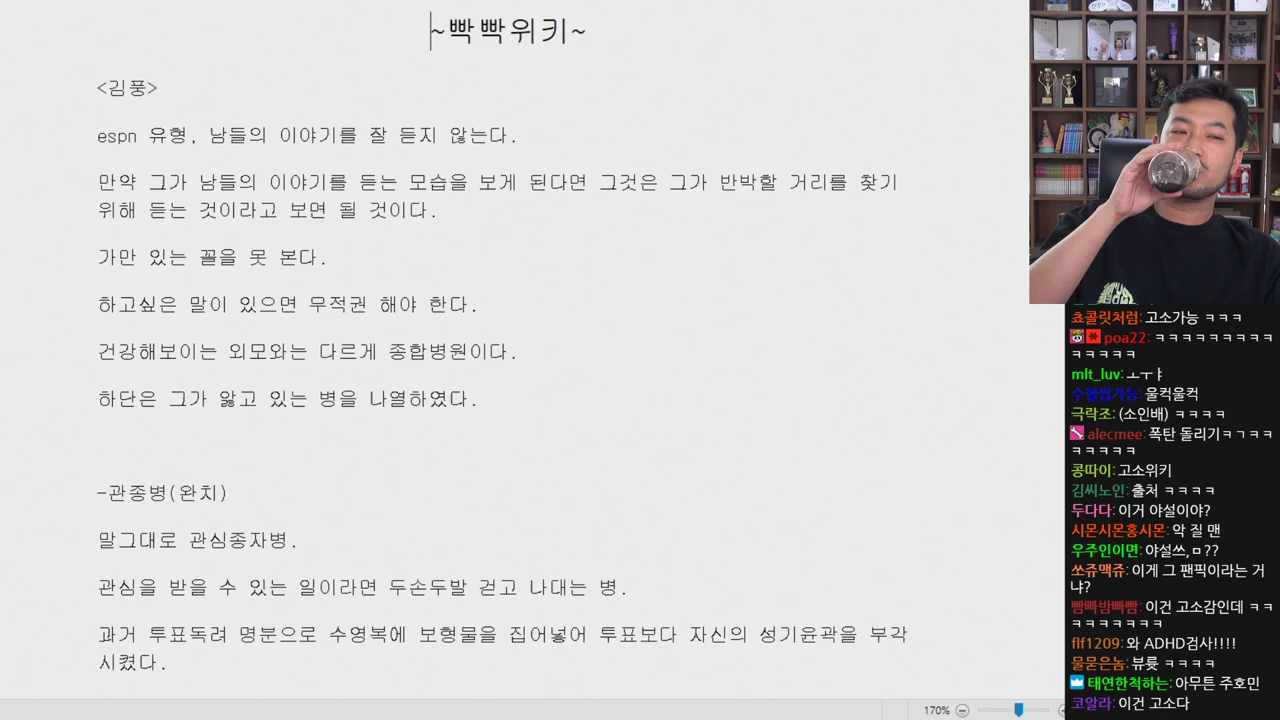 ~빡빡위키~
<김풍>
espn 유형, 남들의 이야기를 잘 듣지 않는다.
만약 그가 남들의 이야기를 듣는 모습을 보게 된다면 그것은 그가 반박할 거리를 찾기
위해 듣는 것이라고 보면 될 것이다.
가만 있는 꼴을 못 본다.
하고싶은 말이 있으면 무적권 해야 한다.
건강해보이는 외모와는 다르게 종합병원이다.
하단은 그가 앓고 있는 병을 나열하였다.
-관종병(완치)
말그대로 관심종자병.
관심을 받을 수 있는 일이라면 두손두발 걷고 나대는 병.
과거 투표독려 명분으로 수영복에 보형물을 집어넣어 투표보다 자신의 성기윤곽을 부각
시켰다.
170%
쵸콜릿처럼: 고소가능 ㅋㅋㅋ
poa22: ㅋㅋㅋㅋㅋㅋㅋㅋㅋ
ㅋㅋㅋㅋㅋ
mlt_luv: ㅗㅜㅑ
수험쌉가능: 울컥울컥
극락조: (소인배) ㅋㅋㅋㅋ
alecmee: 폭탄 돌리기ㅋㄱㅋㅋ
ㅋㅋㅋㅋㅋ
콩따이: 고소위키
김씨노인: 출처 ㅋㅋㅋㅋ
두다다: 이거 야설이야?
시몬시몬홍시몬: 악 질 맨
우주인이면: 야설쓰,ㅁ??
쏘쥬맥쥬: 이게 그 팬픽이라는 거
냐?
빰빠밤빠빰: 이건 고소감인데 ㅋㅋ
ㅋㅋㅋㅋㅋㅋㅋ
flf1209: 와 ADHD검사!!!!
물묻은놈: 뷰륫 ㅋㅋㅋㅋ
태연한척하는: 아무튼 주호민
코알라: 이건 고소다